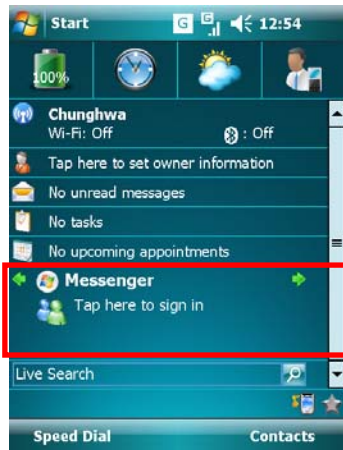 Start G G 12:54
100%
Chunghwa
Wi-Fi: Off : Off
Tap here to set owner information
No unread messages
No tasks
No upcoming appointments
Messenger
Tap here to sign in
Live Search
Speed Dial Contacts